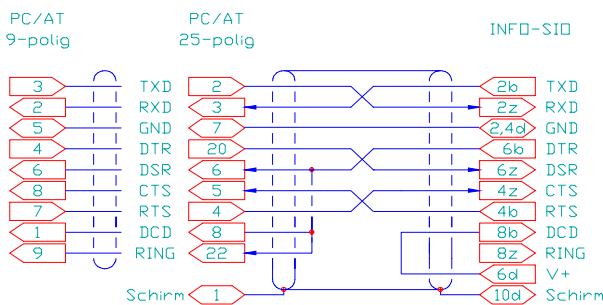 PC/AT PC/AT
9-polig 25-polig INFO-SIO
3 TXD 2 2b TXD
2 RXD 3 2z RXD
5 GND 7 2,4d GND
4 DTR 20 6b DTR
6 DSR 6 6z DSR
8 CTS 5 4z CTS
7 RTS 4 4b RTS
1 DCD 8 8b DCD
9 RING 22 8z RING
6d V+
Schirm 1 10d Schirm